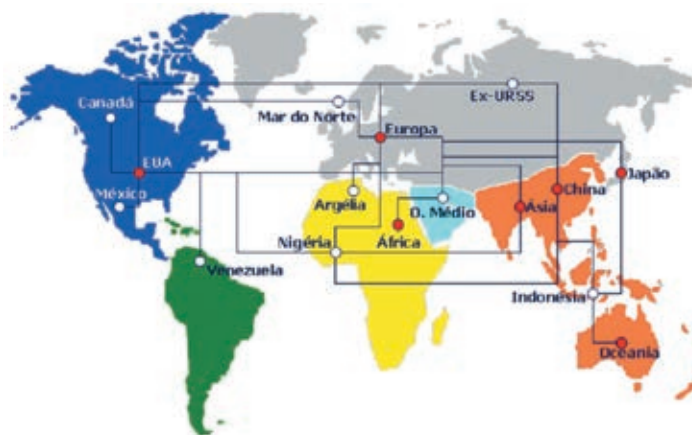 Canadá
Ex-URSS
Mar do Norte
Europa
EUA
México
Argélia
O. Médio
Ásia
China
Japão
Nigéria
África
Venezuela
Indonésia
Oceania